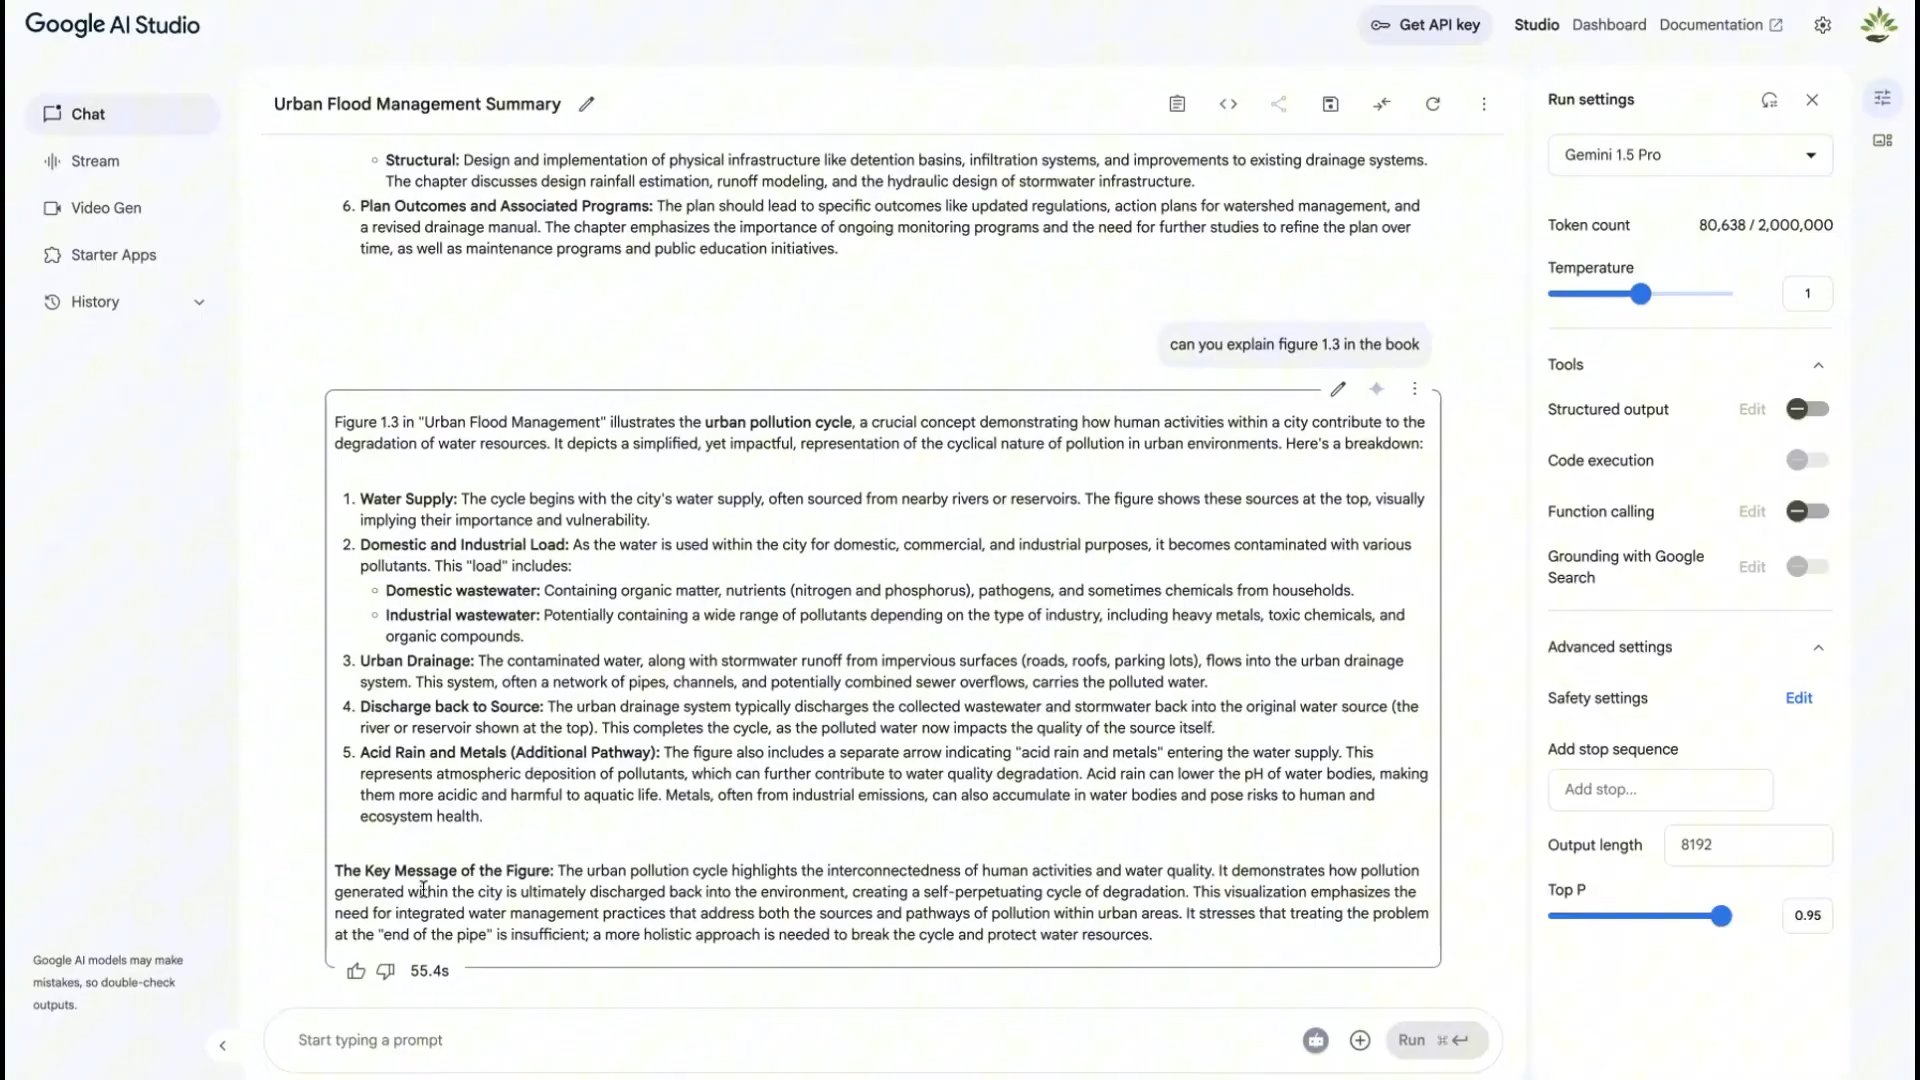 Google AI Studio
Get API key
Studio
Dashboard
Documentation
Chat
Stream
Video Gen
Starter Apps
History
Google AI models may make
mistakes, so double-check
outputs.
Urban Flood Management Summary
Structural: Design and implementation of physical infrastructure like detention basins, infiltration systems, and improvements to existing drainage systems.
The chapter discusses design rainfall estimation, runoff modeling, and the hydraulic design of stormwater infrastructure.
6. Plan Outcomes and Associated Programs: The plan should lead to specific outcomes like updated regulations, action plans for watershed management, and
a revised drainage manual. The chapter emphasizes the importance of ongoing monitoring programs and the need for further studies to refine the plan over
time, as well as maintenance programs and public education initiatives.
can you explain figure 1.3 in the book
Figure 1.3 in "Urban Flood Management" illustrates the urban pollution cycle, a crucial concept demonstrating how human activities within a city contribute to the
degradation of water resources. It depicts a simplified, yet impactful, representation of the cyclical nature of pollution in urban environments. Here's a breakdown:
1. Water Supply: The cycle begins with the city's water supply, often sourced from nearby rivers or reservoirs. The figure shows these sources at the top, visually
implying their importance and vulnerability.
2. Domestic and Industrial Load: As the water is used within the city for domestic, commercial, and industrial purposes, it becomes contaminated with various
pollutants. This "load" includes:
Domestic wastewater: Containing organic matter, nutrients (nitrogen and phosphorus), pathogens, and sometimes chemicals from households.
Industrial wastewater: Potentially containing a wide range of pollutants depending on the type of industry, including heavy metals, toxic chemicals, and
organic compounds.
3. Urban Drainage: The contaminated water, along with stormwater runoff from impervious surfaces (roads, roofs, parking lots), flows into the urban drainage
system. This system, often a network of pipes, channels, and potentially combined sewer overflows, carries the polluted water.
4. Discharge back to Source: The urban drainage system typically discharges the collected wastewater and stormwater back into the original water source (the
river or reservoir shown at the top). This completes the cycle, as the polluted water now impacts the quality of the source itself.
5. Acid Rain and Metals (Additional Pathway): The figure also includes a separate arrow indicating "acid rain and metals" entering the water supply. This
represents atmospheric deposition of pollutants, which can further contribute to water quality degradation. Acid rain can lower the pH of water bodies, making
them more acidic and harmful to aquatic life. Metals, often from industrial emissions, can also accumulate in water bodies and pose risks to human and
ecosystem health.
The Key Message of the Figure: The urban pollution cycle highlights the interconnectedness of human activities and water quality. It demonstrates how pollution
generated within the city is ultimately discharged back into the environment, creating a self-perpetuating cycle of degradation. This visualization emphasizes the
need for integrated water management practices that address both the sources and pathways of pollution within urban areas. It stresses that treating the problem
at the "end of the pipe" is insufficient; a more holistic approach is needed to break the cycle and protect water resources.
55.4s
Start typing a prompt
Run ⌘ ↵
Run settings
Gemini 1.5 Pro
Token count 80,638 / 2,000,000
Temperature
1
Tools
Structured output Edit
Code execution
Function calling Edit
Grounding with Google
Search
Edit
Advanced settings
Safety settings Edit
Add stop sequence
Add stop...
Output length 8192
Top P
0.95